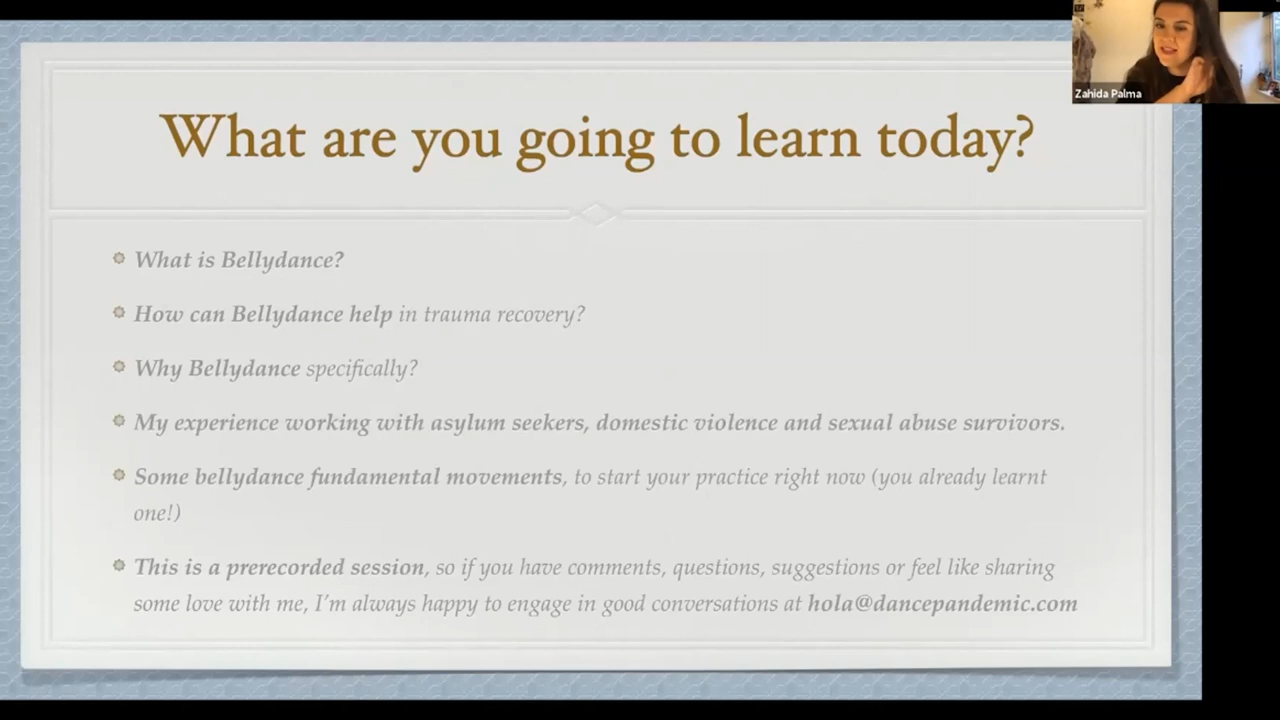 Zahida Palma
What are you going to learn today?
What is Bellydance?
How can Bellydance help in trauma recovery?
Why Bellydance specifically?
My experience working with asylum seekers, domestic violence and sexual abuse survivors.
Some bellydance fundamental movements, to start your practice right now (you already learnt
one!)
This is a prerecorded session, so if you have comments, questions, suggestions or feel like sharing
some love with me, I'm always happy to engage in good conversations at hola@dancepandemic.com